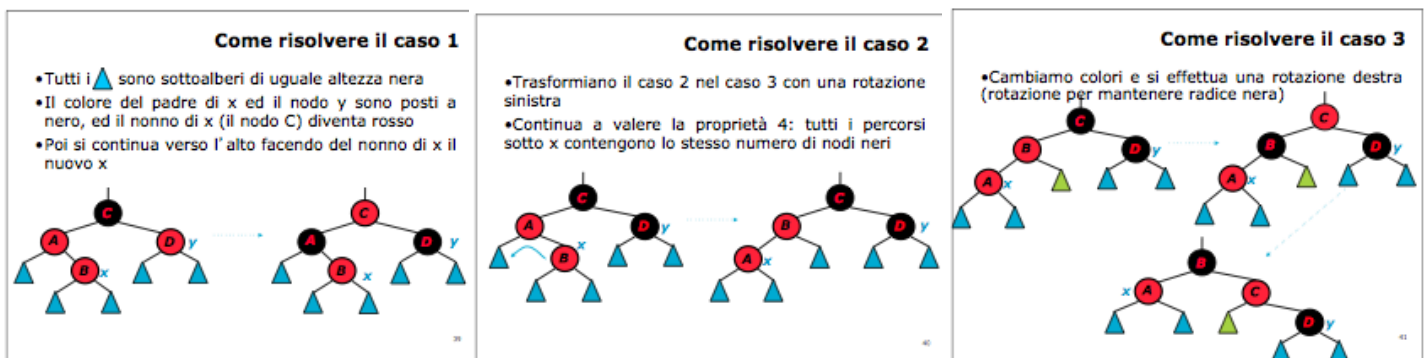 Come risolvere il caso 1
•Tutti i sono sottoalberi di uguale altezza nera
•Il colore del padre di x ed il nodo y sono posti a
nero, ed il nonno di x (il nodo C) diventa rosso
•Poi si continua verso l'alto facendo del nonno di x il
nuovo x
C
A
D
y
B
x
C
A
D
y
B
x
39
Come risolvere il caso 2
•Trasformiano il caso 2 nel caso 3 con una rotazione
sinistra
•Continua a valere la proprietà 4: tutti i percorsi
sotto x contengono lo stesso numero di nodi neri
C
A
D
y
x
B
C
B
D
y
A
x
40
Come risolvere il caso 3
•Cambiamo colori e si effettua una rotazione destra
(rotazione per mantenere radice nera)
C
B
D
y
A
x
C
B
D
y
A
x
B
x
A
C
D
y
41